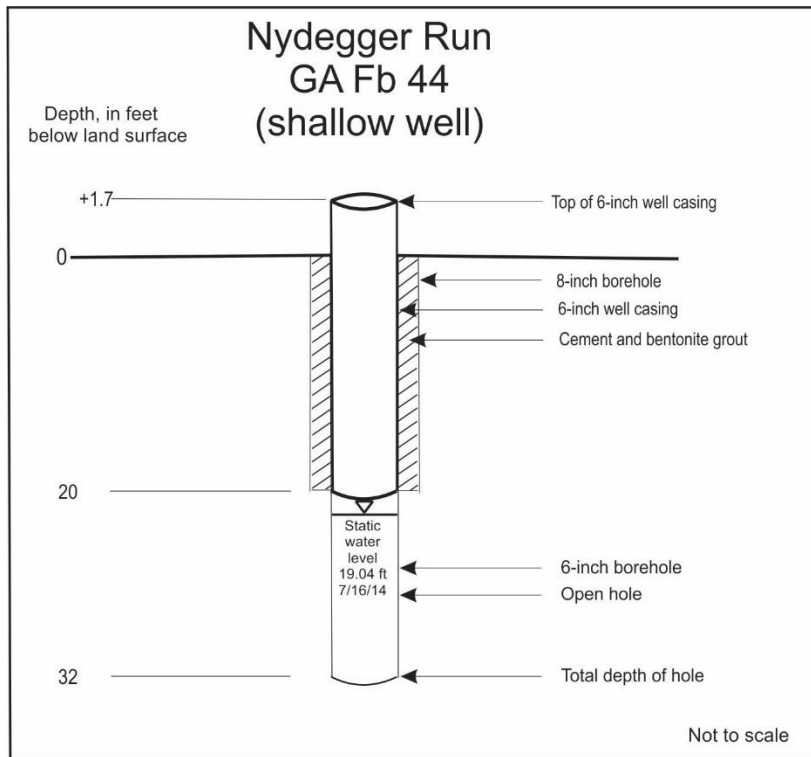 Nydegger Run
GA Fb 44
(shallow well)
Depth, in feet
below land surface
+1.7
Top of 6-inch well casing
0
8-inch borehole
6-inch well casing
Cement and bentonite grout
20
Static
water
level
19.04 ft
7/16/14
6-inch borehole
Open hole
32
Total depth of hole
Not to scale